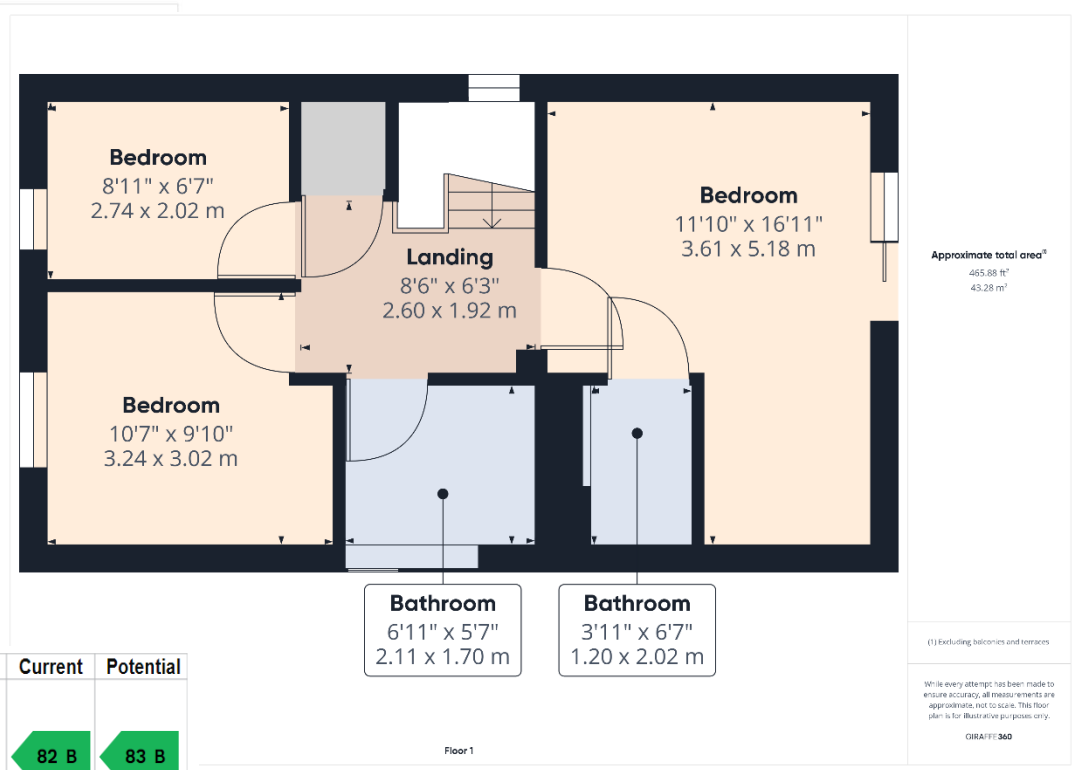 Bedroom
8'11" x 6'7"
2.74 x 2.02 m
Bedroom
11'10" x 16'11"
3.61 x 5.18 m
Landing
8'6" x 6'3"
2.60 x 1.92 m
Bedroom
10'7" x 9'10"
3.24 x 3.02 m
Bathroom
6'11" x 5'7"
2.11 x 1.70 m
Bathroom
3'11" x 6'7"
1.20 x 2.02 m
Approximate total area⁽¹⁾
465.88 ft²
43.28 m²
(1) Excluding balconies and terraces
While every attempt has been made to
ensure accuracy, all measurements are
approximate, not to scale. This floor
plan is for illustrative purposes only.
GIRAFFE360
Current Potential
82 B 83 B
Floor 1